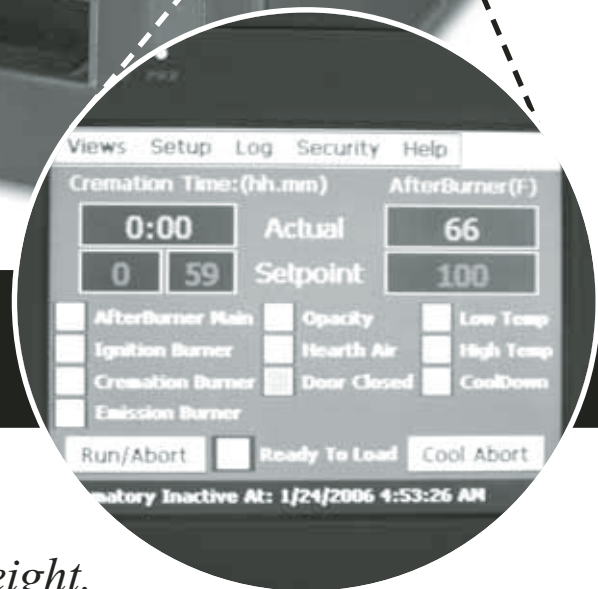 Views Setup Log Security Help
Cremation Time:(hh.mm) AfterBurner(F)
0:00 Actual 66
0 59 Setpoint 100
AfterBurner Main Opacity Low Temp
Ignition Burner Hearth Air High Temp
Cremation Burner Door Closed CoolDown
Emission Burner
Run/Abort Ready To Load Cool Abort
Inactive At: 1/24/2006 4:53:26 AM